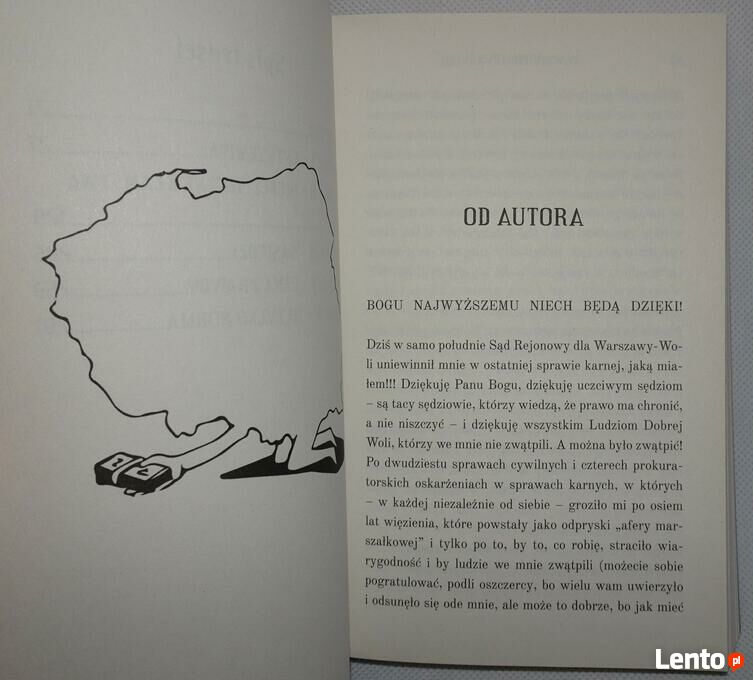 OD AUTORA
BOGU NAJWYŻSZEMU NIECH BĘDĄ DZIĘKI!
Dziś w samo południe Sąd Rejonowy dla Warszawy-Wo-
li uniewinnił mnie w ostatniej sprawie karnej, jaką mia-
łem!!! Dziękuję Panu Bogu, dziękuję uczciwym sędziom
– są tacy sędziowie, którzy wiedzą, że prawo ma chronić,
a nie niszczyć – i dziękuję wszystkim Ludziom Dobrej
Woli, którzy we mnie nie zwątpili. A można było zwątpić!
Po dwudziestu sprawach cywilnych i czterech prokura-
torskich oskarżeniach w sprawach karnych, w których
– w każdej niezależnie od siebie – groziło mi po osiem
lat więzienia, które powstały jako odpryski „afery mar-
szałkowej” i tylko po to, by to, co robię, straciło wia-
rygodność i by ludzie we mnie zwątpili (możecie sobie
pogratulować, podli oszczercy, bo wielu wam uwierzyło
i odsunęło się ode mnie, ale może to dobrze, bo jak mieć
Lento.pl